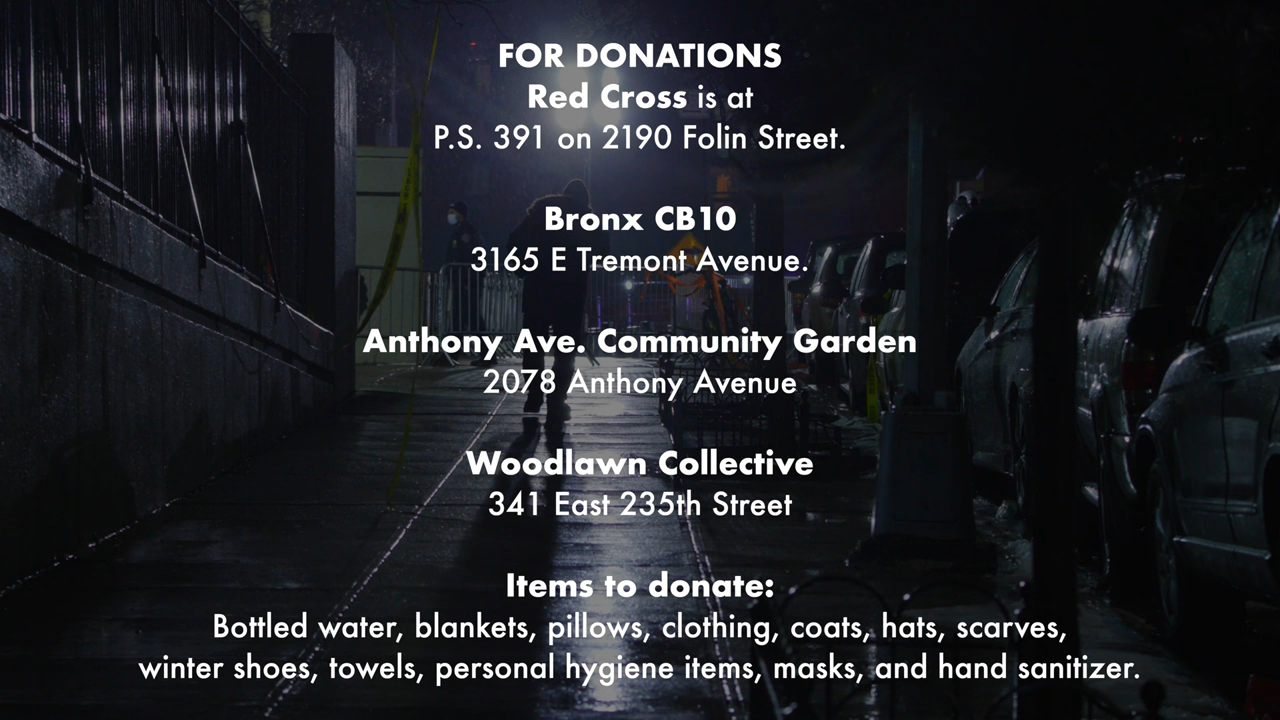 FOR DONATIONS
Red Cross is at
P.S. 391 on 2190 Folin Street.
Bronx CB10
3165 E Tremont Avenue.
Anthony Ave. Community Garden
2078 Anthony Avenue
Woodlawn Collective
341 East 235th Street
Items to donate:
Bottled water, blankets, pillows, clothing, coats, hats, scarves,
winter shoes, towels, personal hygiene items, masks, and hand sanitizer.